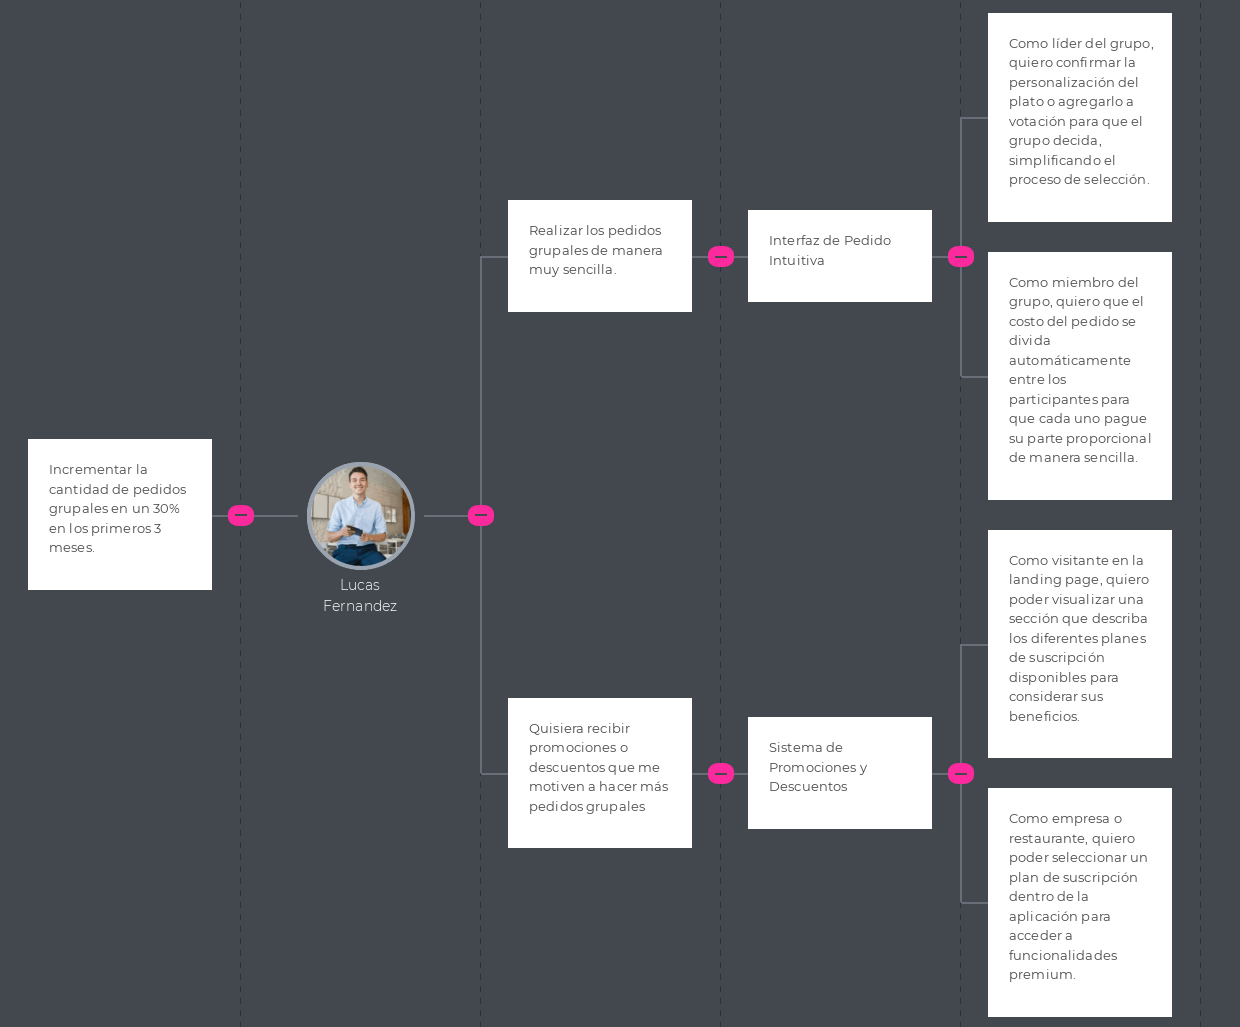 Incrementar la
cantidad de pedidos
grupales en un 30%
en los primeros 3
meses.
Lucas
Fernandez
Realizar los pedidos
grupales de manera
muy sencilla.
Interfaz de Pedido
Intuitiva
Como líder del grupo,
quiero confirmar la
personalización del
plato o agregarlo a
votación para que el
grupo decida,
simplificando el
proceso de selección.
Como miembro del
grupo, quiero que el
costo del pedido se
divida
automáticamente
entre los
participantes para
que cada uno pague
su parte proporcional
de manera sencilla.
Quisiera recibir
promociones o
descuentos que me
motiven a hacer más
pedidos grupales
Sistema de
Promociones y
Descuentos
Como visitante en la
landing page, quiero
poder visualizar una
sección que describa
los diferentes planes
de suscripción
disponibles para
considerar sus
beneficios.
Como empresa o
restaurante, quiero
poder seleccionar un
plan de suscripción
dentro de la
aplicación para
acceder a
funcionalidades
premium.